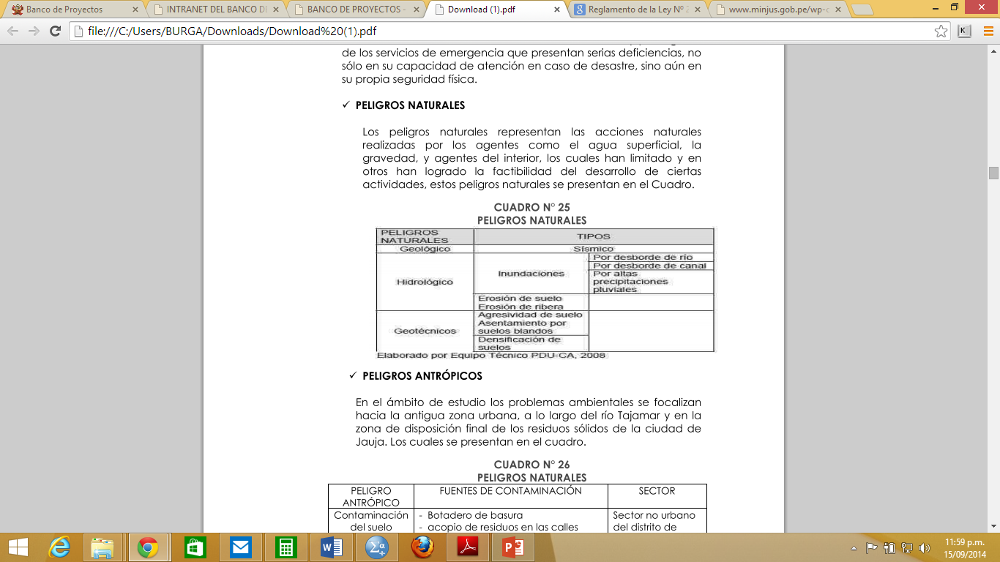 Banco de Proyectos
INTRANET DEL BANCO DE
BANCO DE PROYECTOS -
Download (1).pdf
Reglamento de la Ley Nº 2
www.minjus.gob.pe/wp-c
file:///C:/Users/BURGA/Downloads/Download%20(1).pdf
de los servicios de emergencia que presentan serias deficiencias, no
sólo en su capacidad de atención en caso de desastre, sino aún en
su propia seguridad física.
✓ PELIGROS NATURALES
Los peligros naturales representan las acciones naturales
realizadas por los agentes como el agua superficial, la
gravedad, y agentes del interior, los cuales han limitado y en
otros han logrado la factibilidad del desarrollo de ciertas
actividades, estos peligros naturales se presentan en el Cuadro.
CUADRO N° 25
PELIGROS NATURALES
PELIGROS
NATURALES
TIPOS
Geológico
Sísmico
Hidrológico
Inundaciones
Por desborde de río
Por desborde de canal
Por altas
precipitaciones
pluviales
Erosión de suelo
Erosión de ribera
Geotécnicos
Agresividad de suelo
Asentamiento por
suelos blandos
Densificación de
suelos
Elaborado por Equipo Técnico PDU-CA, 2008
✓ PELIGROS ANTRÓPICOS
En el ámbito de estudio los problemas ambientales se focalizan
hacia la antigua zona urbana, a lo largo del río Tajamar y en la
zona de disposición final de los residuos sólidos de la ciudad de
Jauja. Los cuales se presentan en el cuadro.
CUADRO N° 26
PELIGROS NATURALES
PELIGRO
ANTRÓPICO
FUENTES DE CONTAMINACIÓN
SECTOR
Contaminación
del suelo
- Botadero de basura
- acopio de residuos en las calles
Sector no urbano
del distrito de
11:59 p.m.
15/09/2014